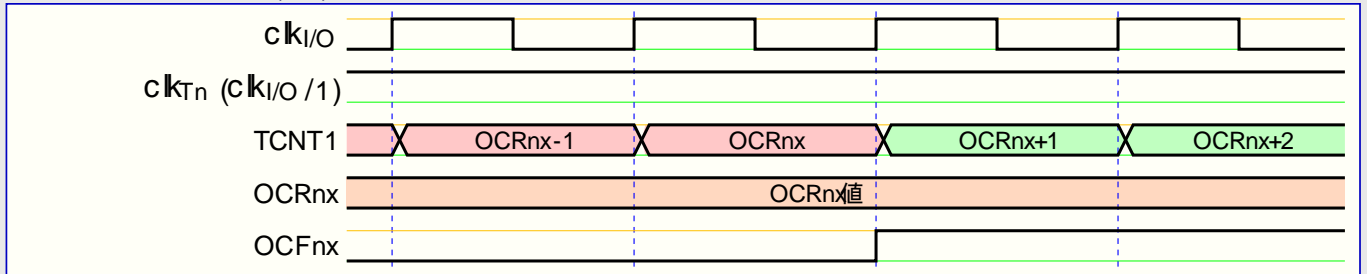 clkI/O
clkTn (clkI/O /1)
TCNT1 OCRnx-1 OCRnx OCRnx+1 OCRnx+2
OCRnx OCRnx値
OCFnx